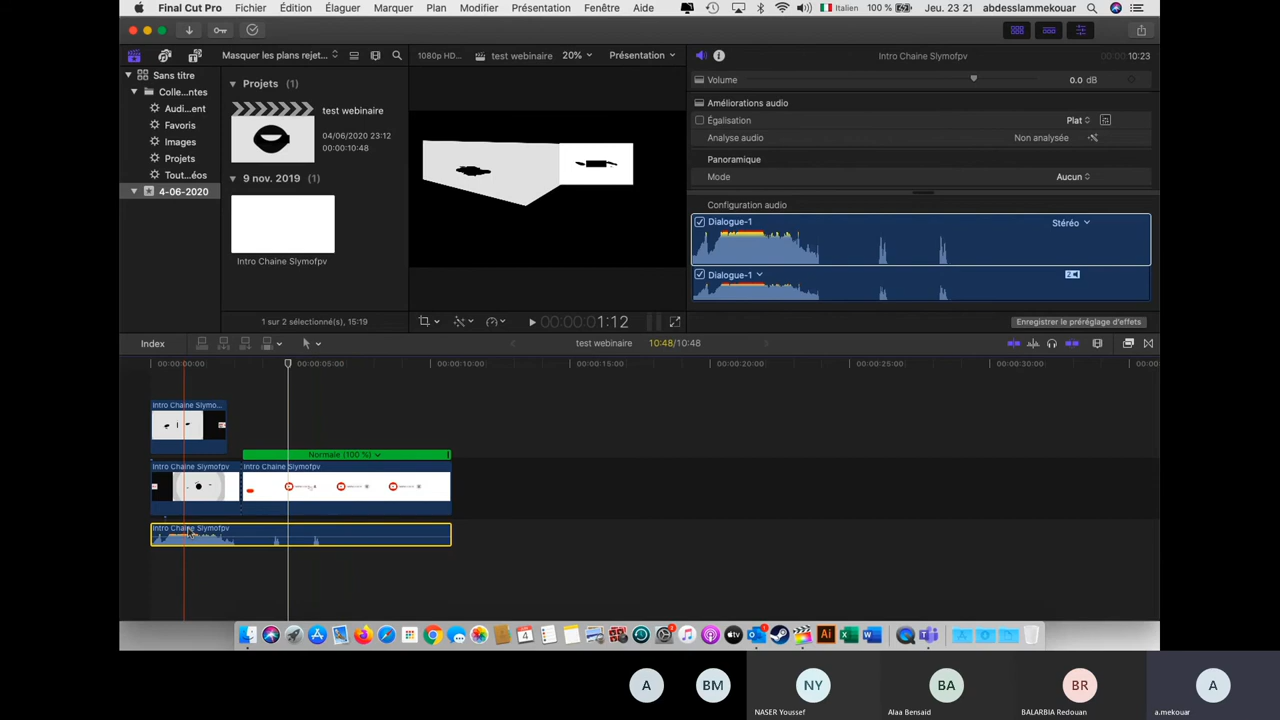 Final Cut Pro Fichier Édition Élaguer Marquer Plan Modifier Présentation Fenêtre Aide Italien 100 % Jeu. 23 21 abdesslammekouar
Masquer les plans rejet... 1080p HD... test webinaire 20% Présentation Intro Chaine Slymofpv 10:23
Sans titre
Colle...ntes
Audi...ent
Favoris
Images
Projets
Tout...éos
4-06-2020
Projets (1)
test webinaire
04/06/2020 23:12
00:00:10:48
9 nov. 2019 (1)
Intro Chaine Slymofpv
1 sur 2 sélectionné(s), 15:19
00:00:01:12
Volume 0.0 dB
Améliorations audio
Égalisation Plat
Analyse audio Non analysée
Panoramique
Mode Aucun
Configuration audio
Dialogue-1 Stéréo
Dialogue-1
Enregistrer le préréglage d'effets
Index test webinaire 10:48/10:48
00:00:00:00 00:00:05:00 00:00:10:00 00:00:15:00 00:00:20:00 00:00:25:00 00:00:30:00
Intro Chaine Slymo...
Normale (100 %)
Intro Chaine Slymofpv Intro Chaine Slymofpv
Intro Chaine Slymofpv
A BM NY BA BR A
NASER Youssef Alaa Bensaid BALARBIA Redouan a.mekouar